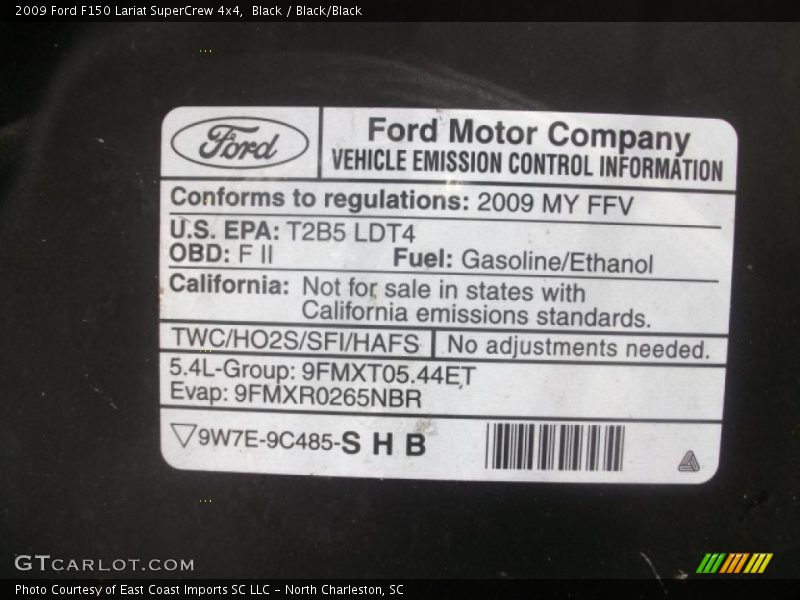 2009 Ford F150 Lariat SuperCrew 4x4,  Black / Black/Black
Ford
Ford Motor Company
VEHICLE EMISSION CONTROL INFORMATION
Conforms to regulations: 2009 MY FFV
U.S. EPA: T2B5 LDT4
OBD: F II Fuel: Gasoline/Ethanol
California: Not for sale in states with
California emissions standards.
TWC/HO2S/SFI/HAFS No adjustments needed.
5.4L-Group: 9FMXT05.44ET
Evap: 9FMXR0265NBR
9W7E-9C485-S H B
GTCARLOT.COM
Photo Courtesy of East Coast Imports SC LLC - North Charleston, SC